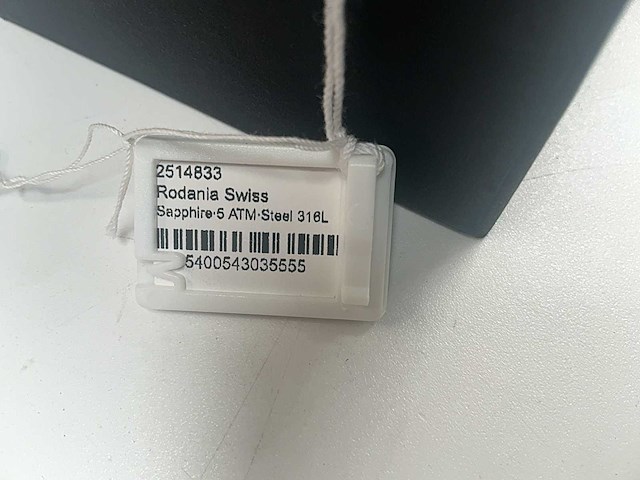 2514833
Rodania Swiss
Sapphire·5 ATM·Steel 316L
5400543035555